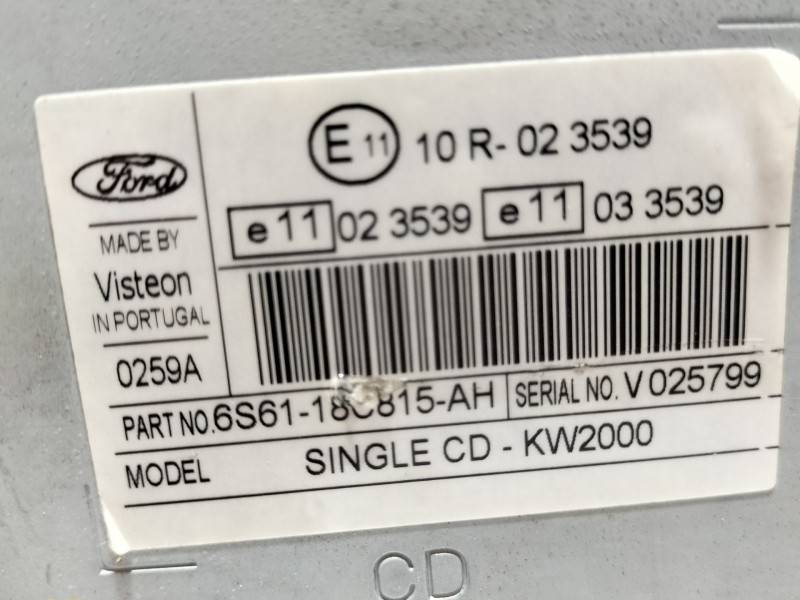 E 11 10 R- 02 3539
Ford
e 11 02 3539 e 11 03 3539
MADE BY
Visteon
IN PORTUGAL
0259A
PART NO. 6S61-18C815-AH SERIAL NO. V 025799
MODEL SINGLE CD - KW2000
CD